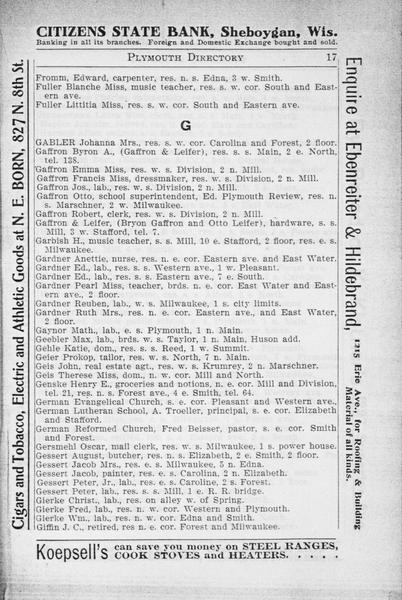 CITIZENS STATE BANK, Sheboygan, Wis.
Banking in all its branches. Foreign and Domestic Exchange bought and sold.
PLYMOUTH DIRECTORY 17
Fromm, Edward, carpenter, res. n. s. Edna, 3 w. Smith.
Fuller Blanche Miss, music teacher, res. s. w. cor. South and East-
ern ave.
Fuller Littitia Miss, res. s. w. cor. South and Eastern ave.
G
GABLER Johanna Mrs., res. s. w. cor. Carolina and Forest, 2 floor.
Gaffron Byron A., (Gaffron & Leifer), res. s. s. Main, 2 e. North,
tel. 138.
Gaffron Emma Miss, res. w. s. Division, 2 n. Mill.
Gaffron Francis Miss, dressmaker, res. w. s. Division, 2 n. Mill.
Gaffron Jos., lab., res. w. s. Division, 2 n. Mill.
Gaffron Otto, school superintendent, Ed. Plymouth Review, res. n.
s. Marschner, 2 w. Milwaukee.
Gaffron Robert, clerk, res. w. s. Division, 2 n. Mill.
Gaffron & Leifer, (Bryon Gaffron and Otto Leifer), hardware, s. s.
Mill, 3 w. Stafford, tel. 7.
Garbish H., music teacher, s. s. Mill, 10 e. Stafford, 2 floor, res. e. s.
Milwaukee.
Gardner Anettie, nurse, res. n. e. cor. Eastern ave. and East Water.
Gardner Ed., lab., res. s. s. Western ave., 1 w. Pleasant.
Gardner Ed., lab., res. s. s. Eastern ave., 7 e. South.
Gardner Pearl Miss, teacher, brds. n. e. cor. East Water and East-
ern ave., 2 floor.
Gardner Reuben, lab., w. s. Milwaukee, 1 s. city limits.
Gardner Ruth Mrs., res. n. e. cor. Eastern ave., and East Water,
2 floor.
Gaynor Math., lab., e. s. Plymouth, 1 n. Main.
Geebler Max, lab., brds. w. s. Taylor, 1 n. Main, Huson add.
Gehle Katie, dom., res. s. s. Reed, 1 w. Summit.
Geier Prokop, tailor, res. w. s. North, 7 n. Main.
Geis John, real estate agt., res. w. s. Krumrey, 2 n. Marschner.
Geis Therese Miss, dom., n. w. cor. Mill and North.
Genske Henry E., groceries and notions, n. e. cor. Mill and Division,
tel. 21, res. n. s. Forest ave., 4 e. Smith, tel. 64.
German Evangelical Church, s. e. cor. Pleasant and Western ave.,
German Lutheran School, A. Troeller, principal, s. e. cor. Elizabeth
and Stafford.
German Reformed Church, Fred Beisser, pastor, s. e. cor. Smith
and Forest.
Gersmehl Oscar, mail clerk, res. w. s. Milwaukee, 1 s. power house.
Gessert August, butcher, res. n. s. Elizabeth, 2 e. Smith, 2 floor.
Gessert Jacob Mrs., res. e. s. Milwaukee, 5 n. Edna.
Gessert Jacob, painter, res. e. s. Carolina, 2 n. Elizabeth.
Gessert Peter, Jr., lab., res. e. s. Caroline, 2 s. Forest.
Gessert Peter, lab., res. s. s. Mill, 1 e. R. R. bridge.
Gierke Christ., lab., res. on alley w. of Spring.
Gierke Fred, lab., res. n. w. cor. Western and Plymouth.
Gierke Wm., lab., res. n. w. cor. Edna and Smith.
Giffin J. C., retired, res n. e. cor. Forest and Milwaukee.
Koepsell's can save you money on STEEL RANGES,
COOK STOVES and HEATERS. . . . .
Cigars and Tobacco, Electric and Athletic Goods at N. E. BORN, 827 N. 8th St.
Enquire at Ebenreiter & Hildebrand, 1215 Erie Ave., for Roofing & Building
Material of all kinds.